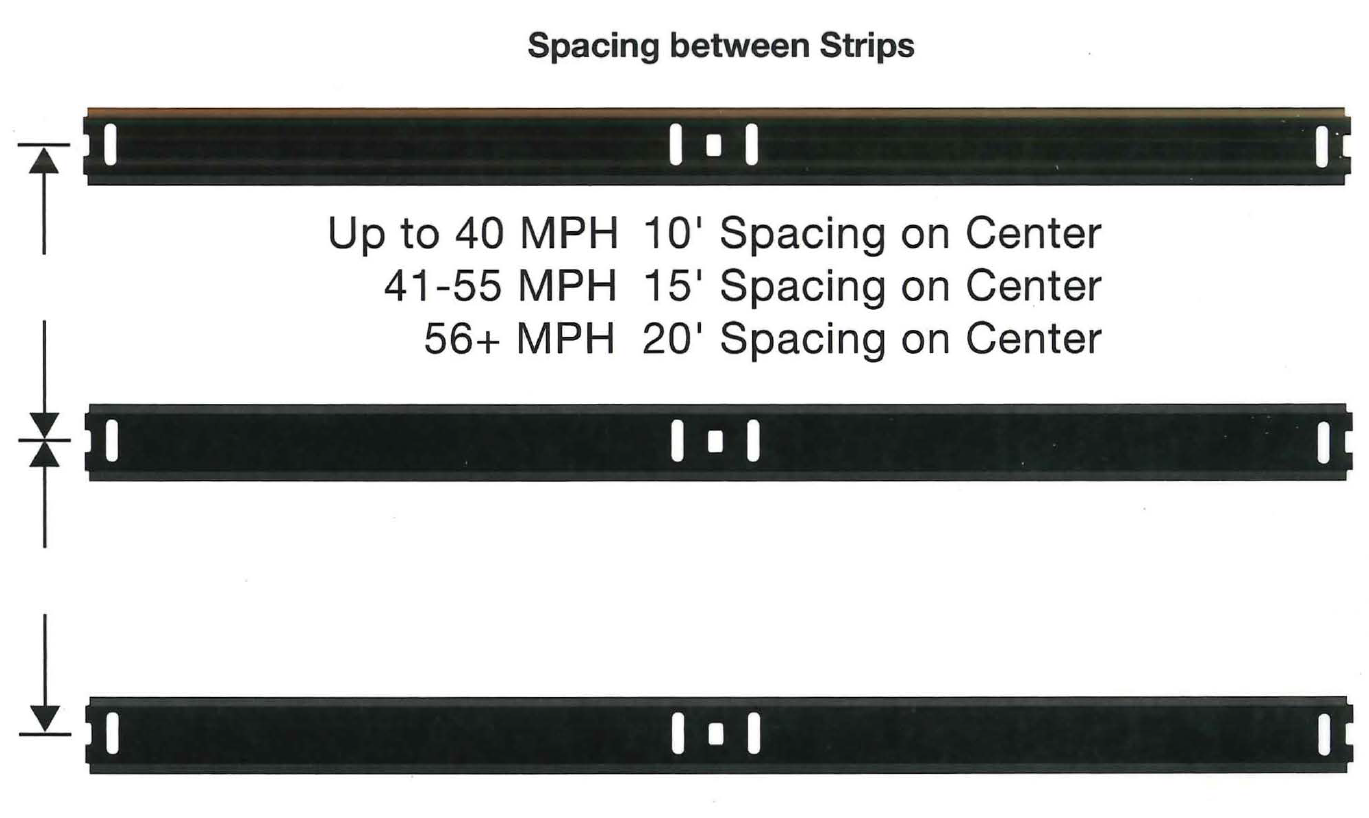 Spacing between Strips
Up to 40 MPH 10' Spacing on Center
41-55 MPH 15' Spacing on Center
56+ MPH 20' Spacing on Center